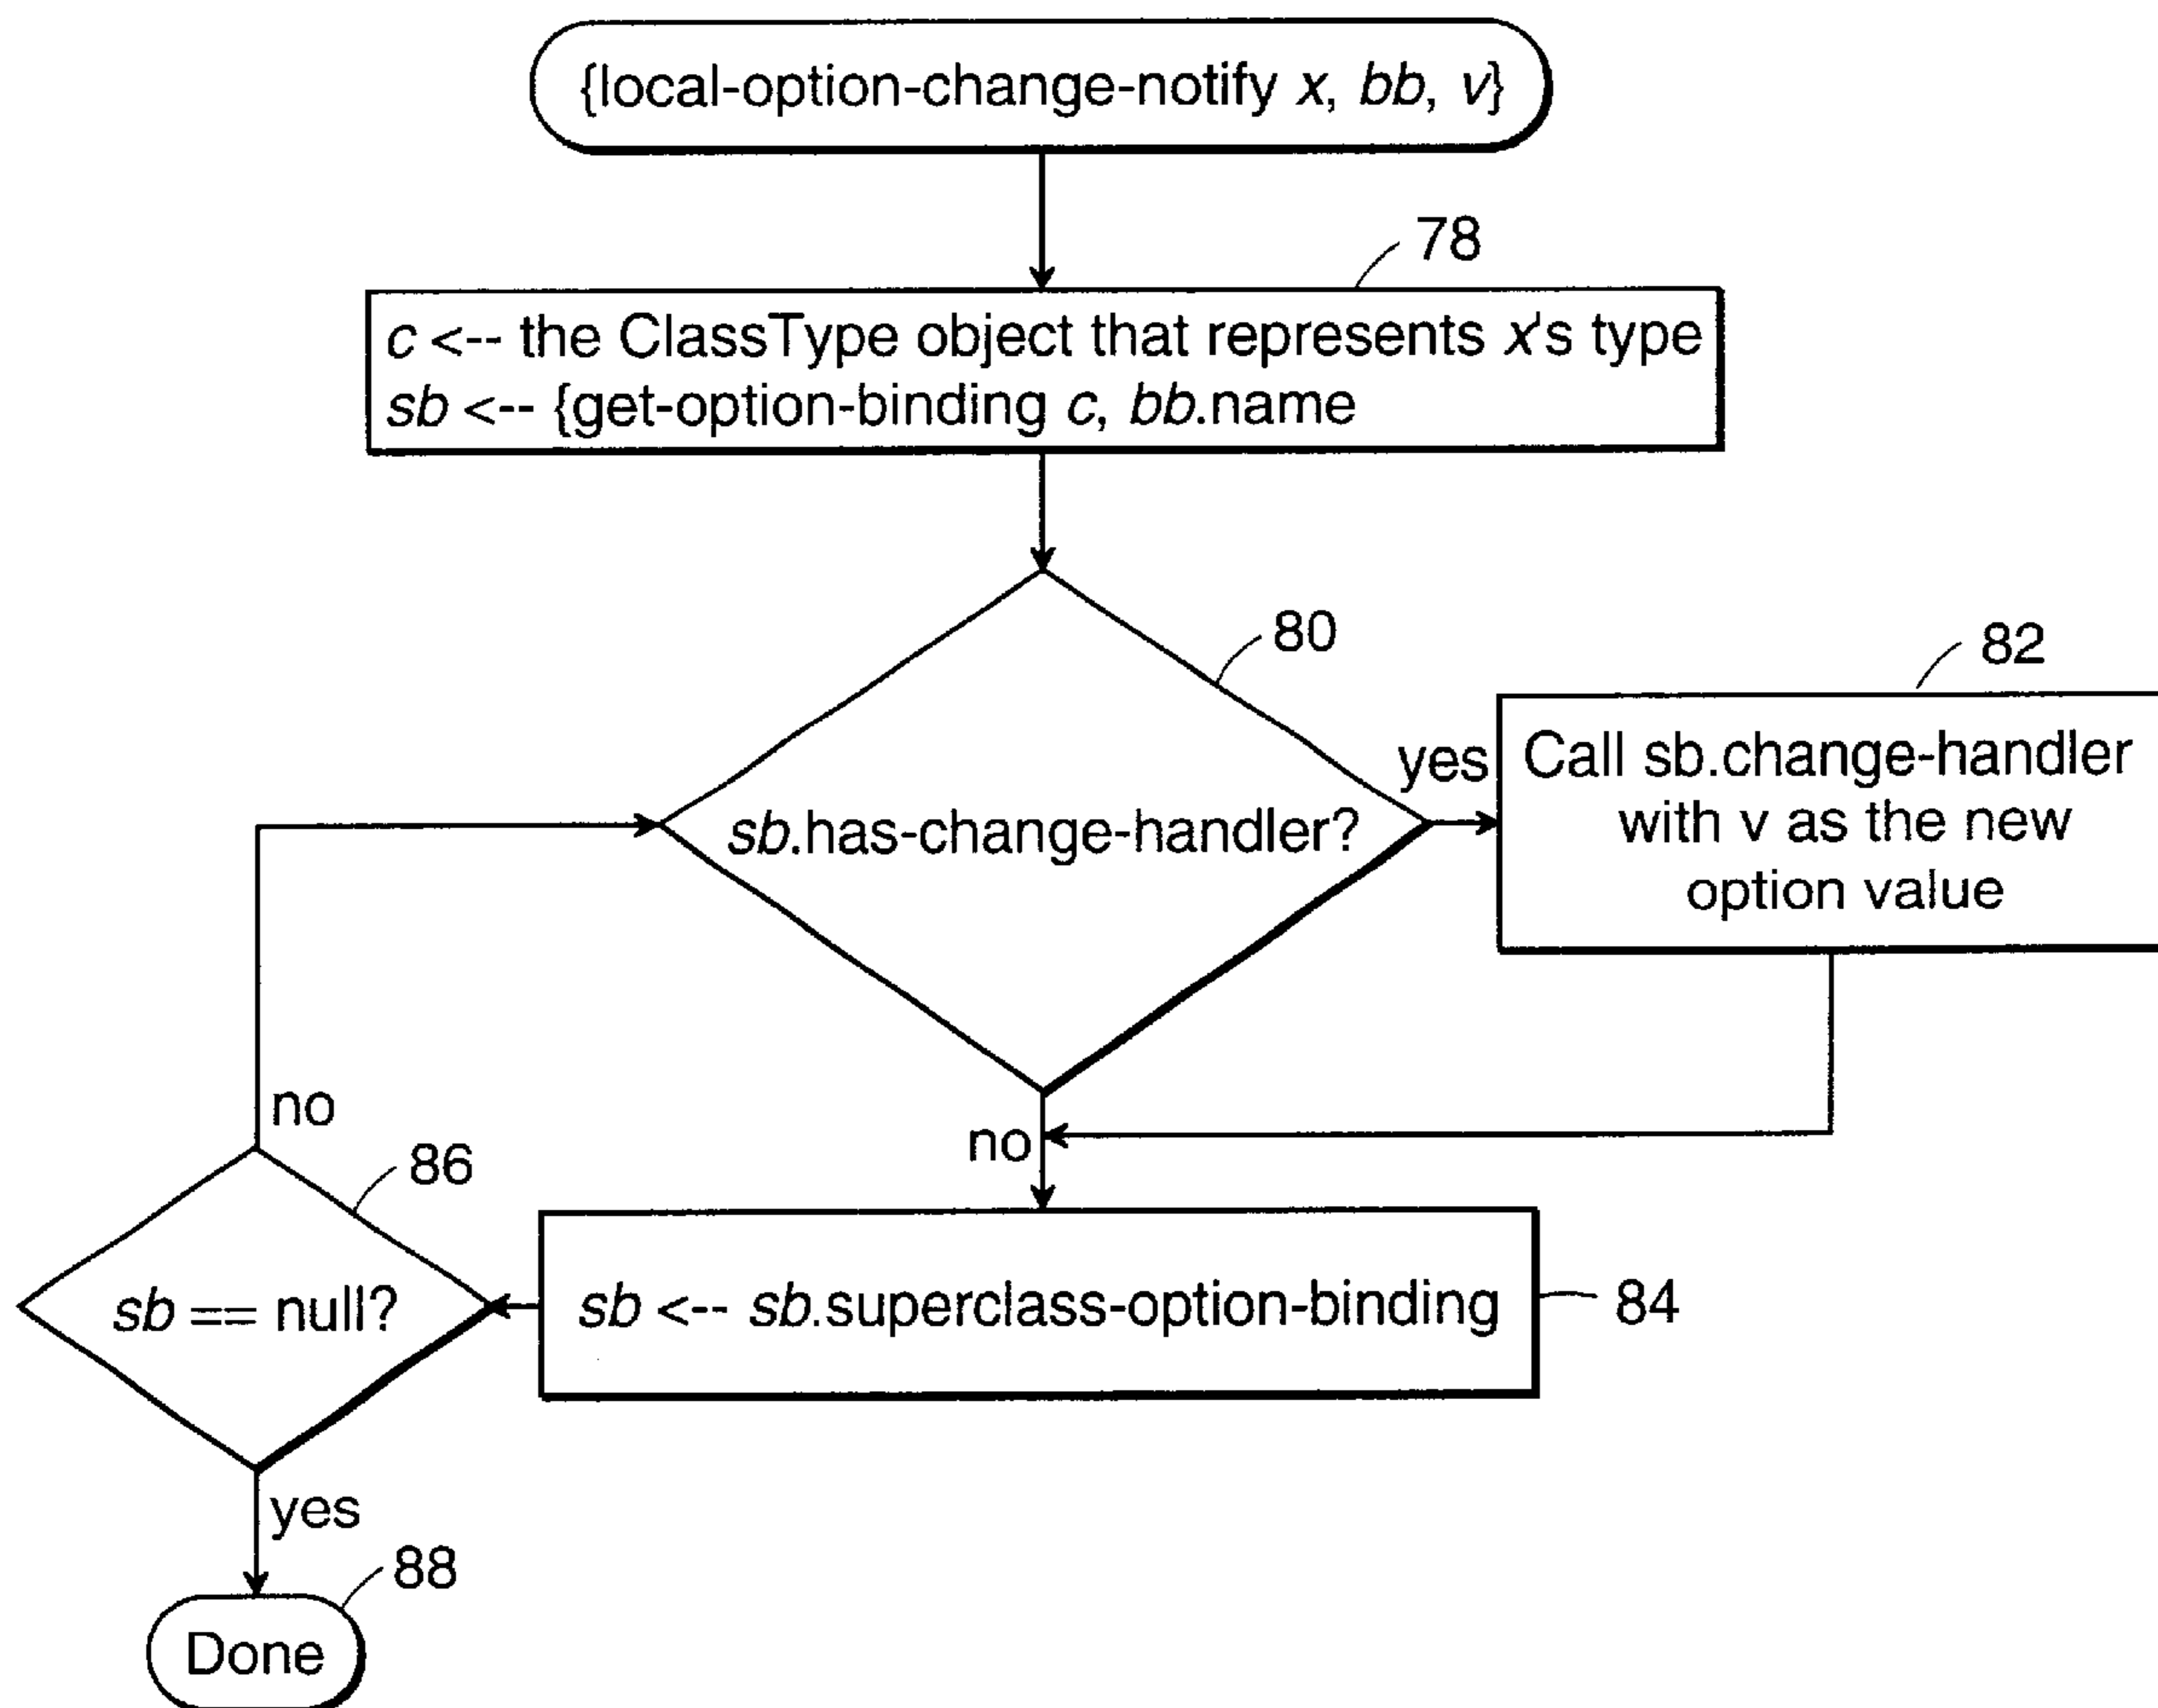 {local-option-change-notify x, bb, v}
78
c <-- the ClassType object that represents x's type
sb <-- {get-option-binding c, bb.name
80
82
sb.has-change-handler?
yes
Call sb.change-handler
with v as the new
option value
no
no
86
sb == null?
sb <-- sb.superclass-option-binding
84
yes
88
Done